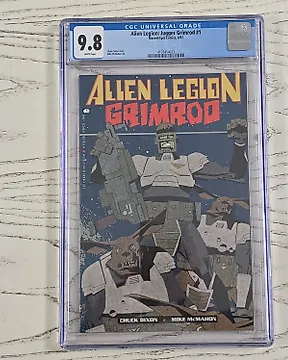 CGC UNIVERSAL GRADE
9.8
Alien Legion: Jugger Grimrod #1
ALIEN LEGION
GRIMROD
CHUCK DIXON - MIKE McMAHON